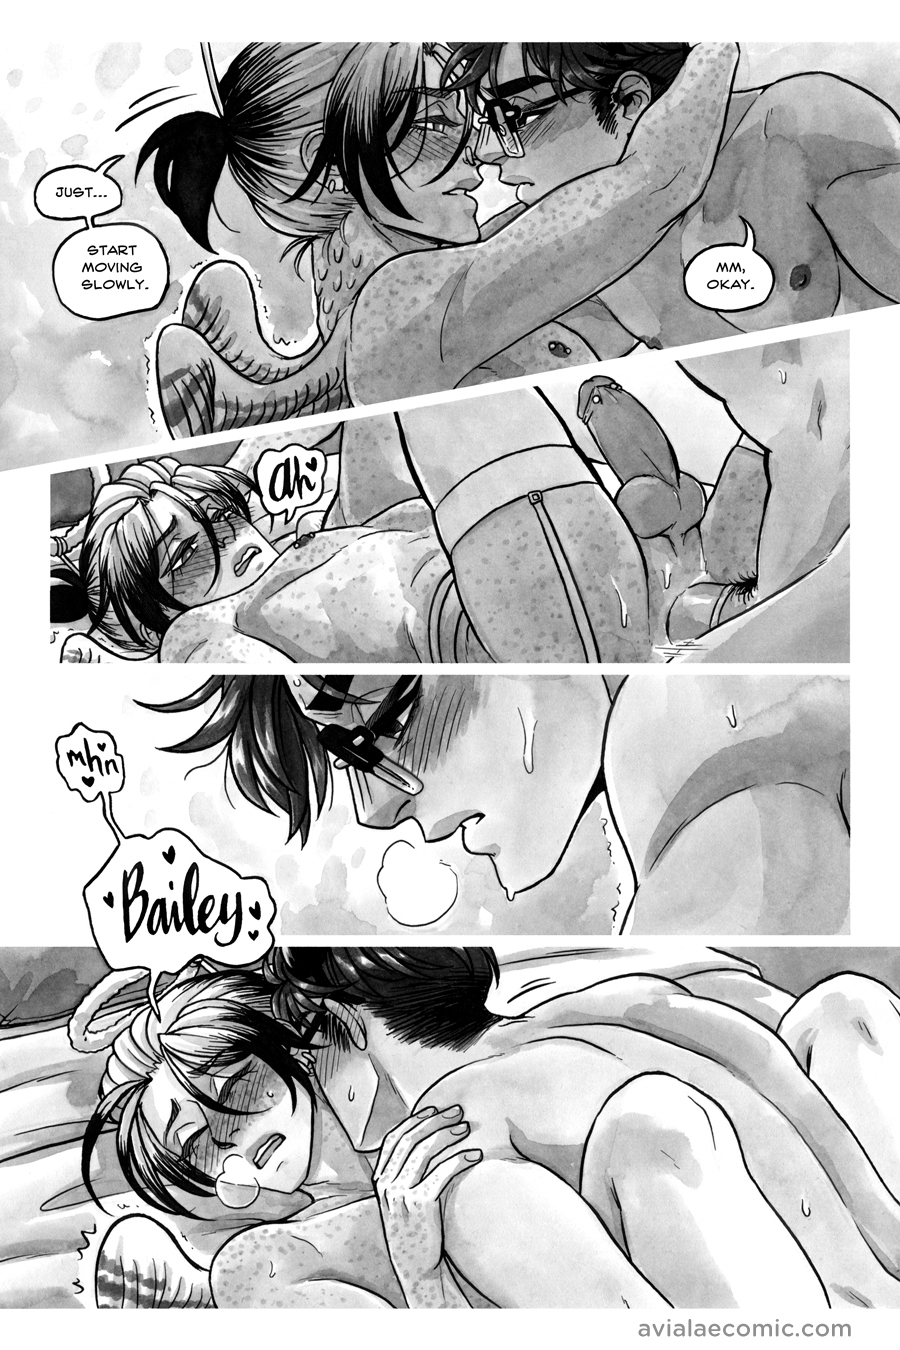 JUST...
START
MOVING
SLOWLY.
MM,
OKAY.
Ah
mhn
Bailey
avialaecomic.com